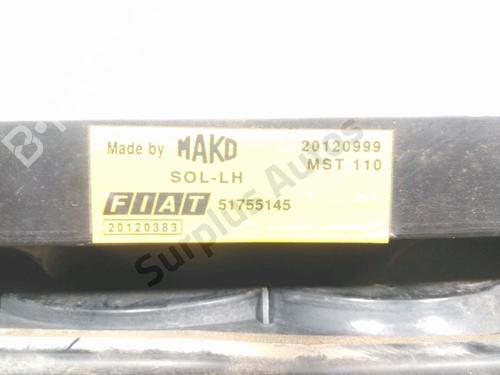 Made by MAKO 20120999
SOL-LH MST 110
FIAT 51755145
20120383
Surplus Autos